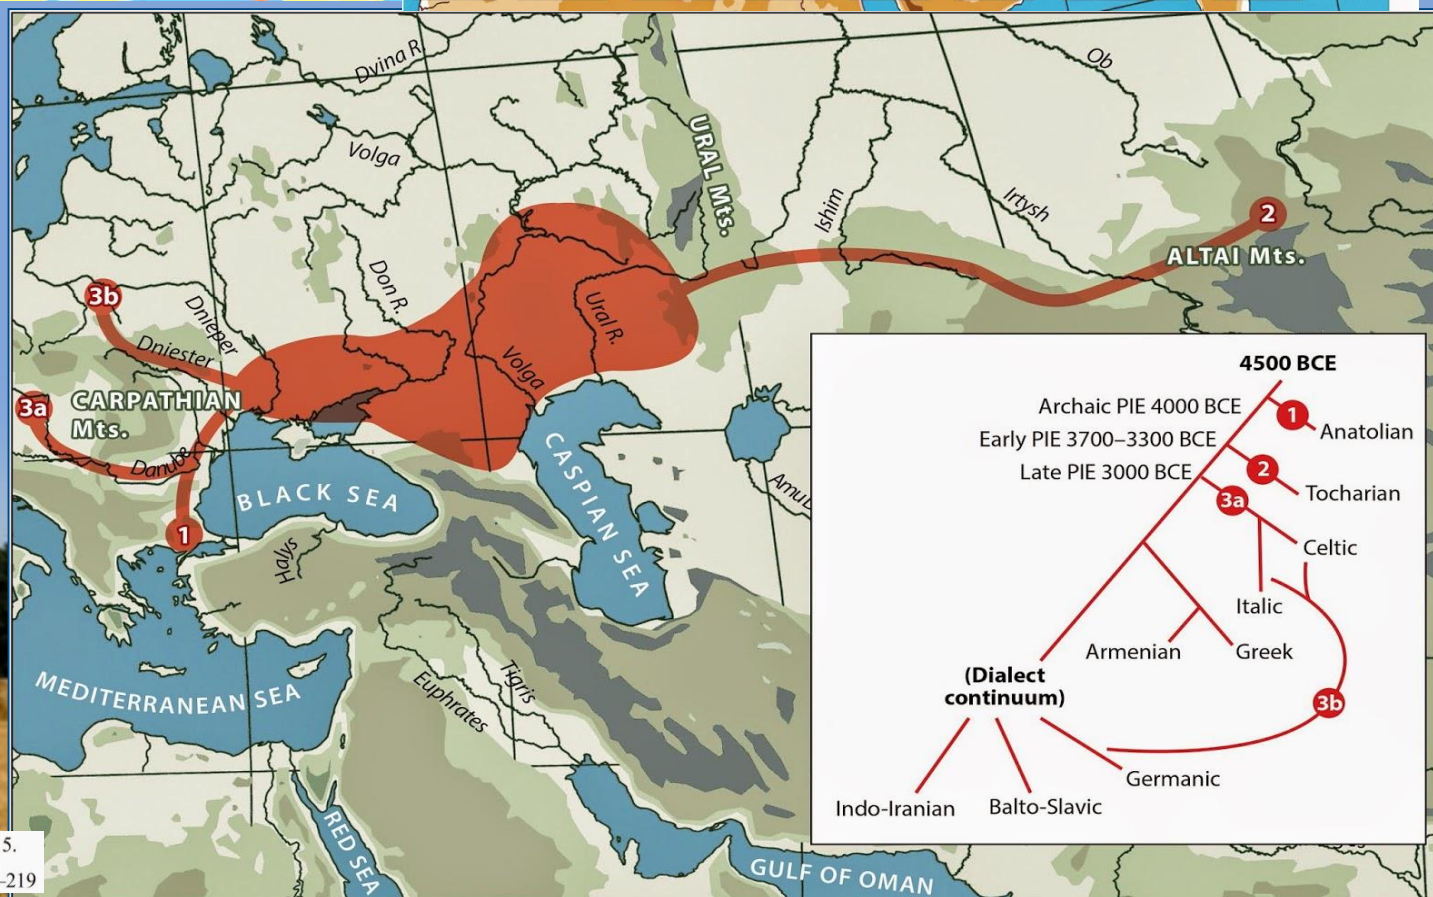 Dvina R.
Volga
URAL Mts.
Ob
Ishim
Irtysh
2
ALTAI Mts.
3b
Dnieper
Don R.
Dniester
Ural R.
Volga
3a
CARPATHIAN
Mts.
Danube
BLACK SEA
CASPIAN SEA
1
Halys
MEDITERRANEAN SEA
Euphrates
Tigris
RED SEA
GULF OF OMAN
4500 BCE
Archaic PIE 4000 BCE
1
Anatolian
Early PIE 3700–3300 BCE
Late PIE 3000 BCE
2
Tocharian
3a
Celtic
Italic
Armenian
Greek
(Dialect
continuum)
3b
Germanic
Indo-Iranian
Balto-Slavic
5.
–219